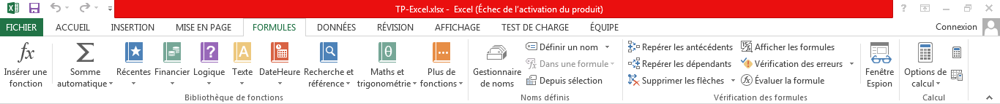 TP-Excel.xlsx - Excel (Échec de l'activation du produit)
FICHIER ACCUEIL INSERTION MISE EN PAGE FORMULES DONNÉES RÉVISION AFFICHAGE TEST DE CHARGE ÉQUIPE Connexion
fx Σ θ
Insérer une fonction
Somme automatique
Récentes
Financier
Logique
Texte
DateHeure
Recherche et référence
Maths et trigonométrie
Plus de fonctions
Bibliothèque de fonctions
Gestionnaire de noms
Définir un nom
Dans une formule
Depuis sélection
Noms définis
Repérer les antécédents
Repérer les dépendants
Supprimer les flèches
Afficher les formules
Vérification des erreurs
Évaluer la formule
Fenêtre Espion
Vérification des formules
Options de calcul
Calcul